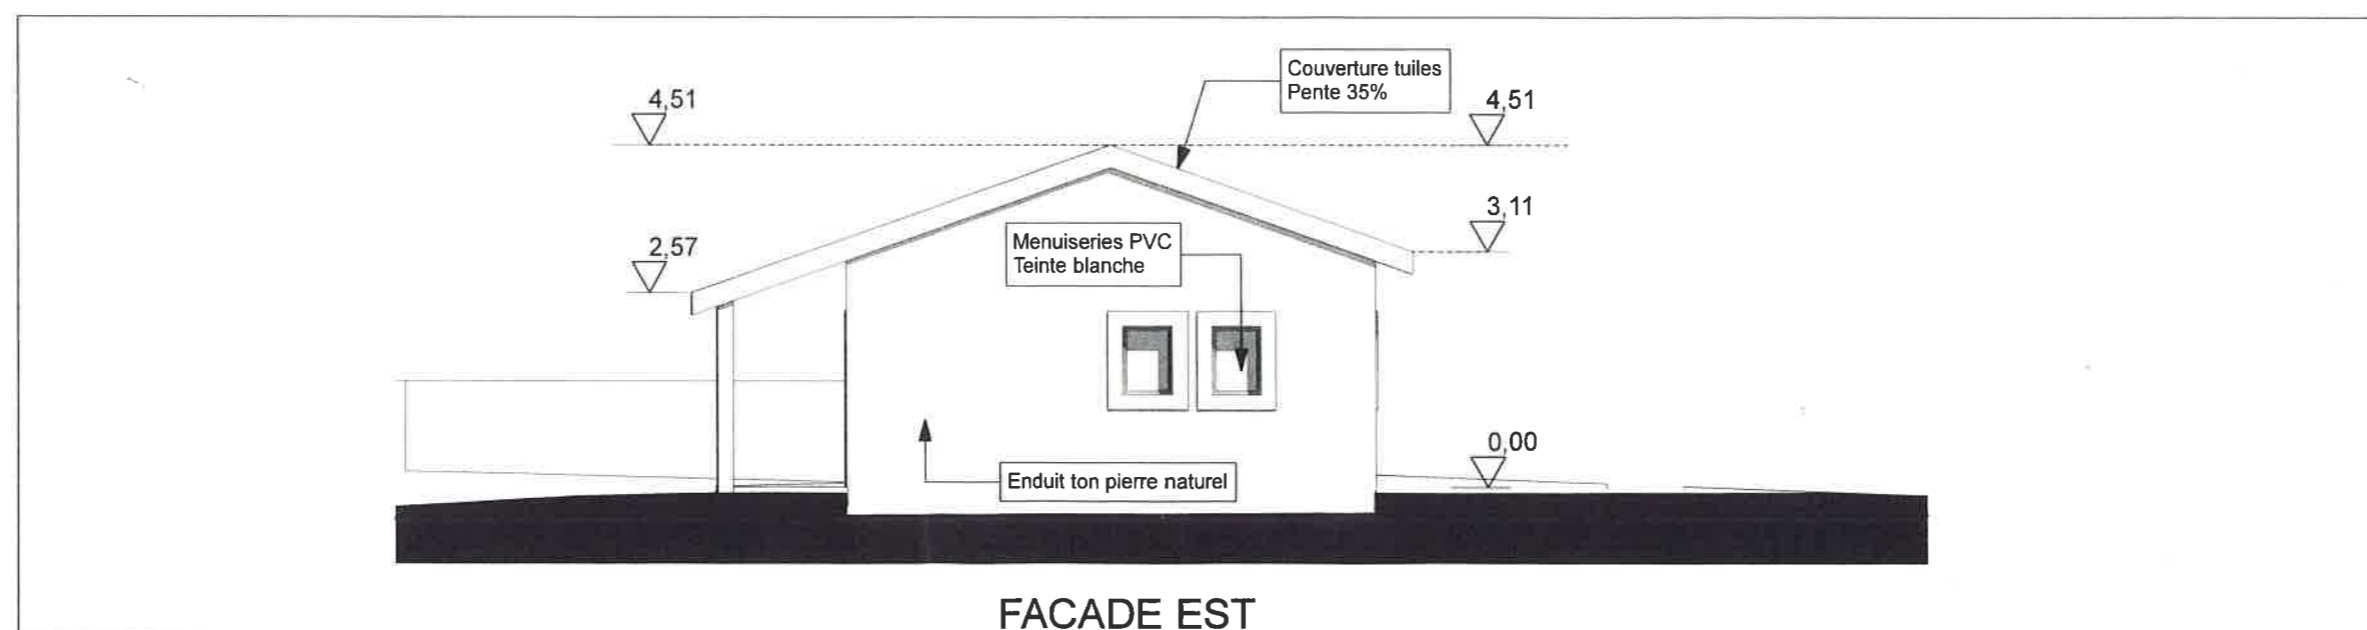 Couverture tuiles
Pente 35%
4,51
4,51
3,11
Menuiseries PVC
Teinte blanche
2,57
0,00
Enduit ton pierre naturel
FACADE EST